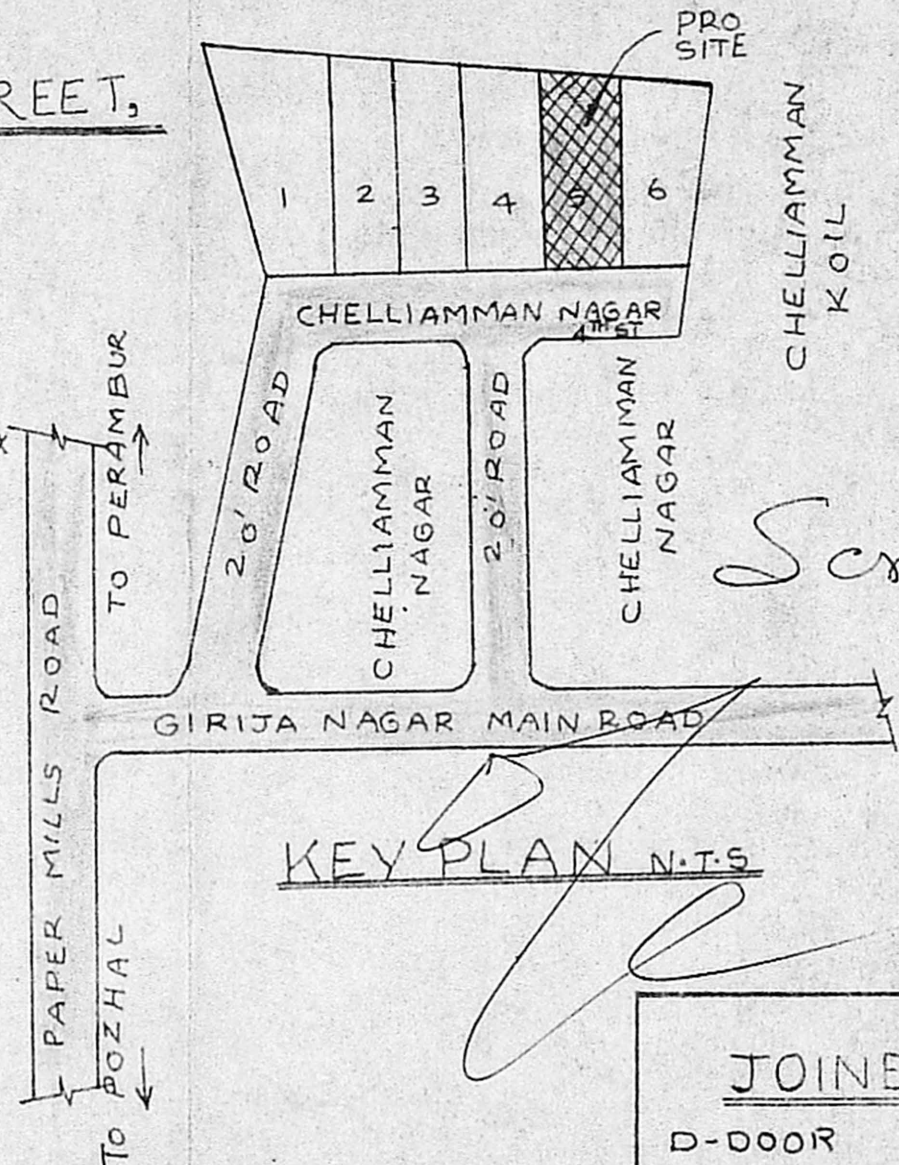 REET,
PRO
SITE
1
2
3
4
5
6
CHELLIAMMAN
KOIL
CHELLIAMMAN NAGAR
4TH ST
20' ROAD
CHELLIAMMAN
NAGAR
20' ROAD
CHELLIAMMAN
NAGAR
TO PERAMBUR
PAPER MILLS ROAD
GIRIJA NAGAR MAIN ROAD
KEY PLAN N.T.S
TO POZHAL
JOINE
D-DOOR